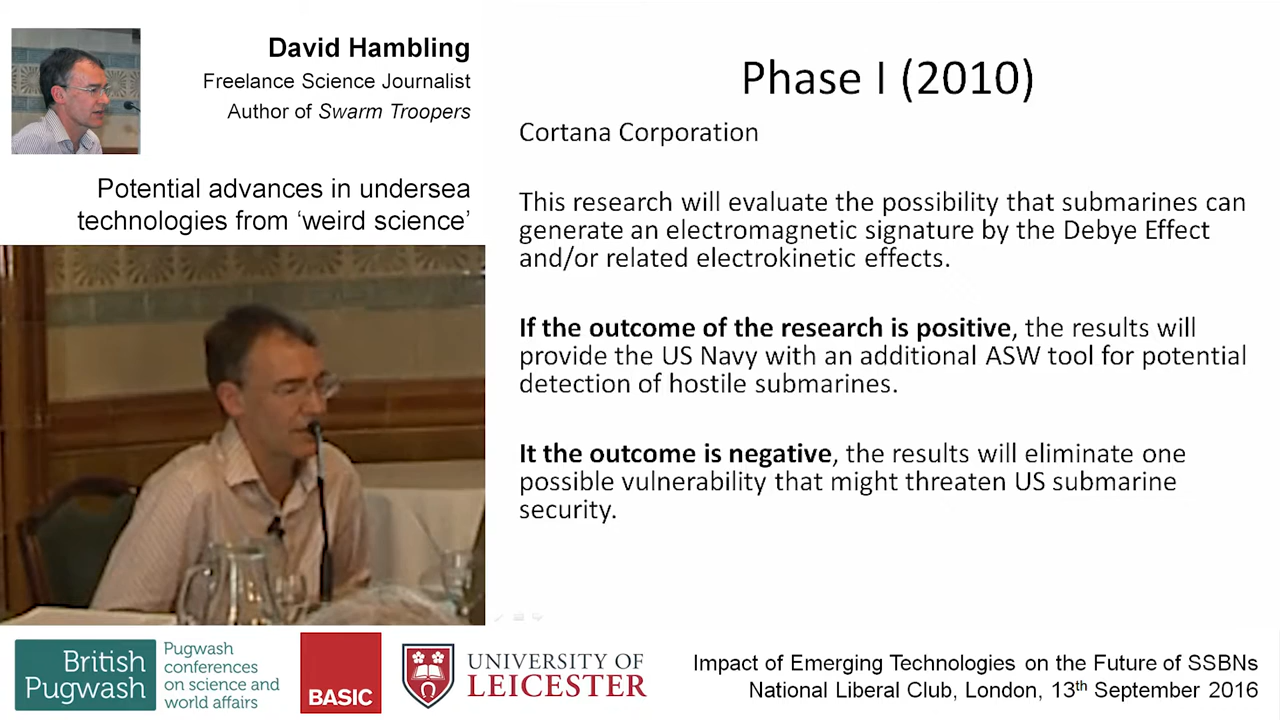 David Hambling
Freelance Science Journalist
Author of Swarm Troopers
Potential advances in undersea
technologies from ‘weird science’
Phase I (2010)
Cortana Corporation
This research will evaluate the possibility that submarines can
generate an electromagnetic signature by the Debye Effect
and/or related electrokinetic effects.
If the outcome of the research is positive, the results will
provide the US Navy with an additional ASW tool for potential
detection of hostile submarines.
It the outcome is negative, the results will eliminate one
possible vulnerability that might threaten US submarine
security.
British
Pugwash
Pugwash
conferences
on science and
world affairs
BASIC
UNIVERSITY OF
LEICESTER
Impact of Emerging Technologies on the Future of SSBNs
National Liberal Club, London, 13th September 2016